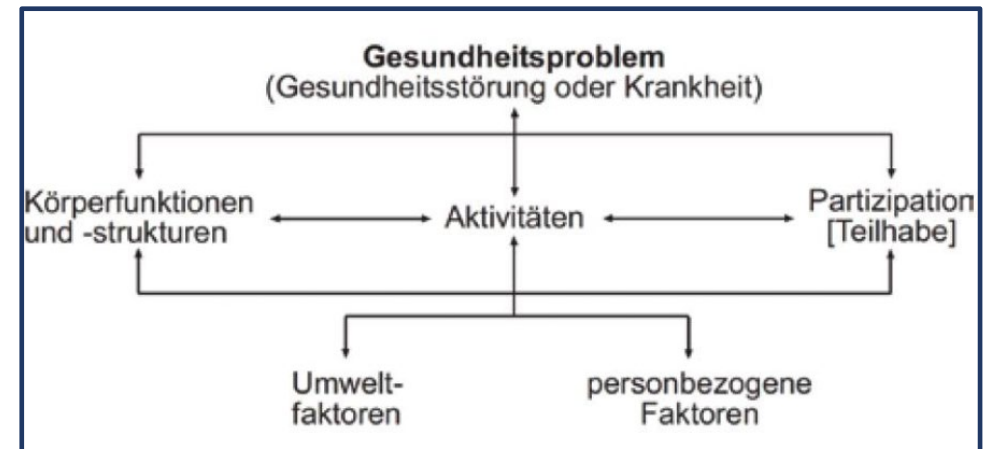 Gesundheitsproblem
(Gesundheitsstörung oder Krankheit)
Körperfunktionen
und -strukturen
Aktivitäten
Partizipation
[Teilhabe]
Umwelt-
faktoren
personbezogene
Faktoren